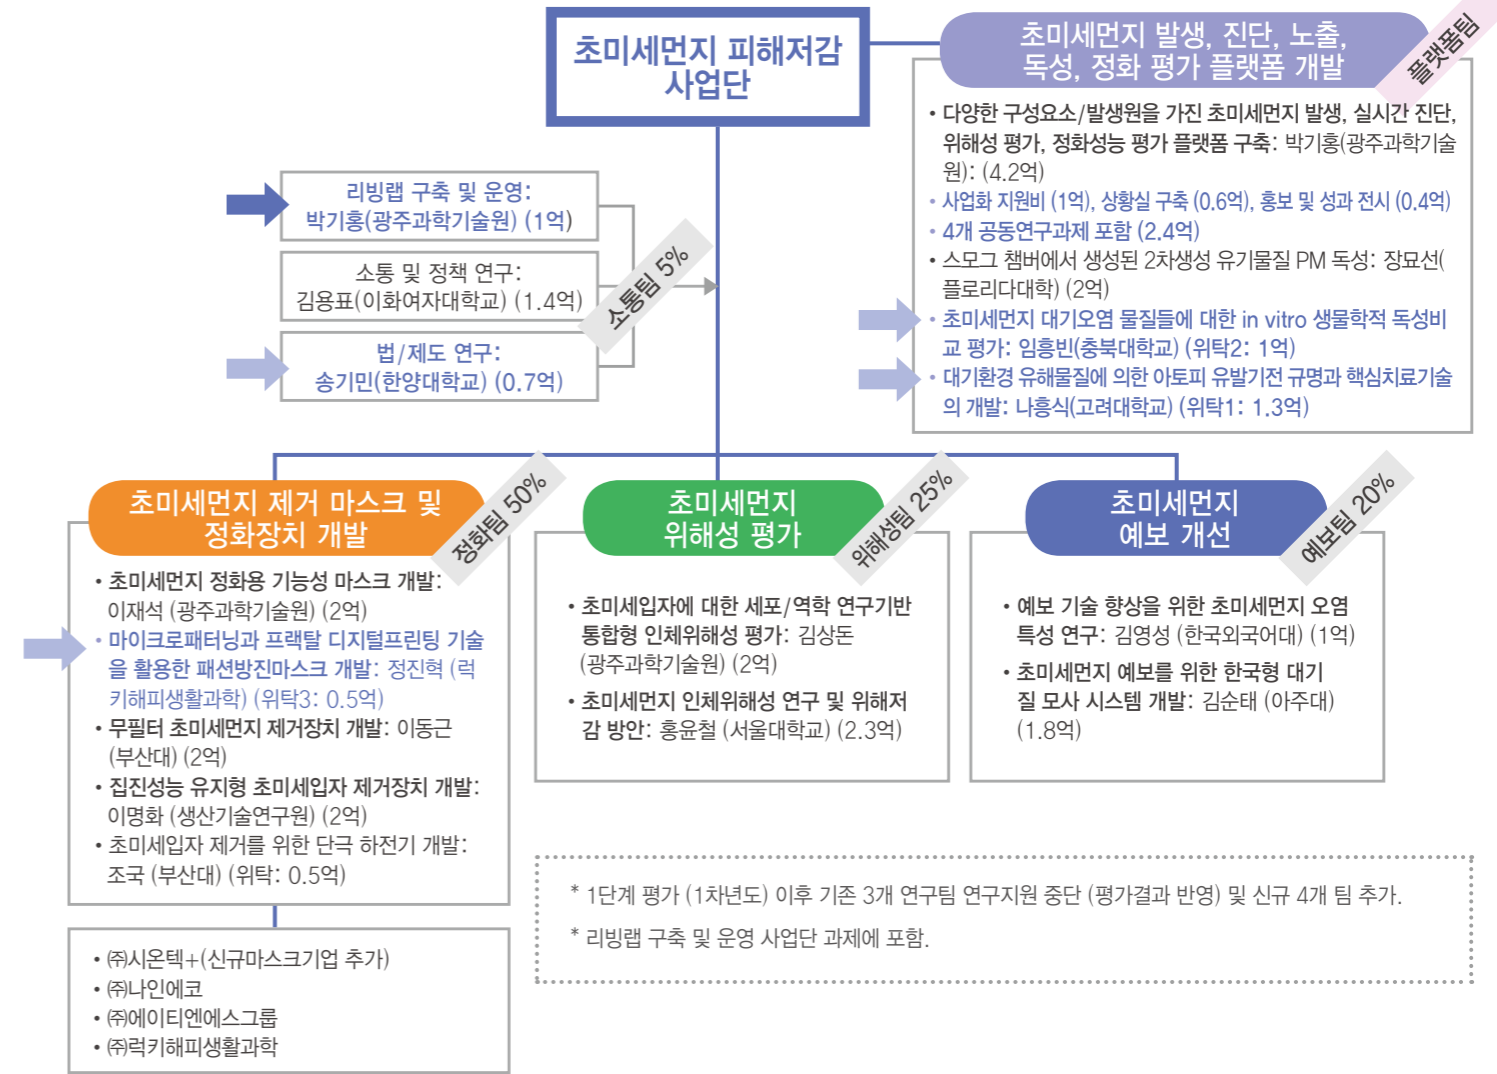 초미세먼지 피해저감
사업단
초미세먼지 발생, 진단, 노출,
독성, 정화 평가 플랫폼 개발
플랫폼팀
• 다양한 구성요소/발생원을 가진 초미세먼지 발생, 실시간 진단,
위해성 평가, 정화성능 평가 플랫폼 구축: 박기홍(광주과학기술
원): (4.2억)
• 사업화 지원비 (1억), 상황실 구축 (0.6억), 홍보 및 성과 전시 (0.4억)
• 4개 공동연구과제 포함 (2.4억)
• 스모그 챔버에서 생성된 2차생성 유기물질 PM 독성: 장묘선(
플로리다대학) (2억)
• 초미세먼지 대기오염 물질들에 대한 in vitro 생물학적 독성비
교 평가: 임흥빈(충북대학교) (위탁2: 1억)
• 대기환경 유해물질에 의한 아토피 유발기전 규명과 핵심치료기술
의 개발: 나흥식(고려대학교) (위탁1: 1.3억)
리빙랩 구축 및 운영:
박기홍(광주과학기술원) (1억)
소통 및 정책 연구:
김용표(이화여자대학교) (1.4억)
법/제도 연구:
송기민(한양대학교) (0.7억)
소통팀 5%
초미세먼지 제거 마스크 및
정화장치 개발
정화팀 50%
• 초미세먼지 정화용 기능성 마스크 개발:
이재석 (광주과학기술원) (2억)
• 마이크로패터닝과 프랙탈 디지털프린팅 기술
을 활용한 패션방진마스크 개발: 정진혁 (럭
키해피생활과학) (위탁3: 0.5억)
• 무필터 초미세먼지 제거장치 개발: 이동근
(부산대) (2억)
• 집진성능 유지형 초미세입자 제거장치 개발:
이명화 (생산기술연구원) (2억)
• 초미세입자 제거를 위한 단극 하전기 개발:
조국 (부산대) (위탁: 0.5억)
• ㈜시온텍+(신규마스크기업 추가)
• ㈜나인에코
• ㈜에이티엔에스그룹
• ㈜럭키해피생활과학
초미세먼지
위해성 평가
위해성팀 25%
• 초미세입자에 대한 세포/역학 연구기반
통합형 인체위해성 평가: 김상돈
(광주과학기술원) (2억)
• 초미세먼지 인체위해성 연구 및 위해저
감 방안: 홍윤철 (서울대학교) (2.3억)
초미세먼지
예보 개선
예보팀 20%
• 예보 기술 향상을 위한 초미세먼지 오염
특성 연구: 김영성 (한국외국어대) (1억)
• 초미세먼지 예보를 위한 한국형 대기
질 모사 시스템 개발: 김순태 (아주대)
(1.8억)
* 1단계 평가 (1차년도) 이후 기존 3개 연구팀 연구지원 중단 (평가결과 반영) 및 신규 4개 팀 추가.
* 리빙랩 구축 및 운영 사업단 과제에 포함.